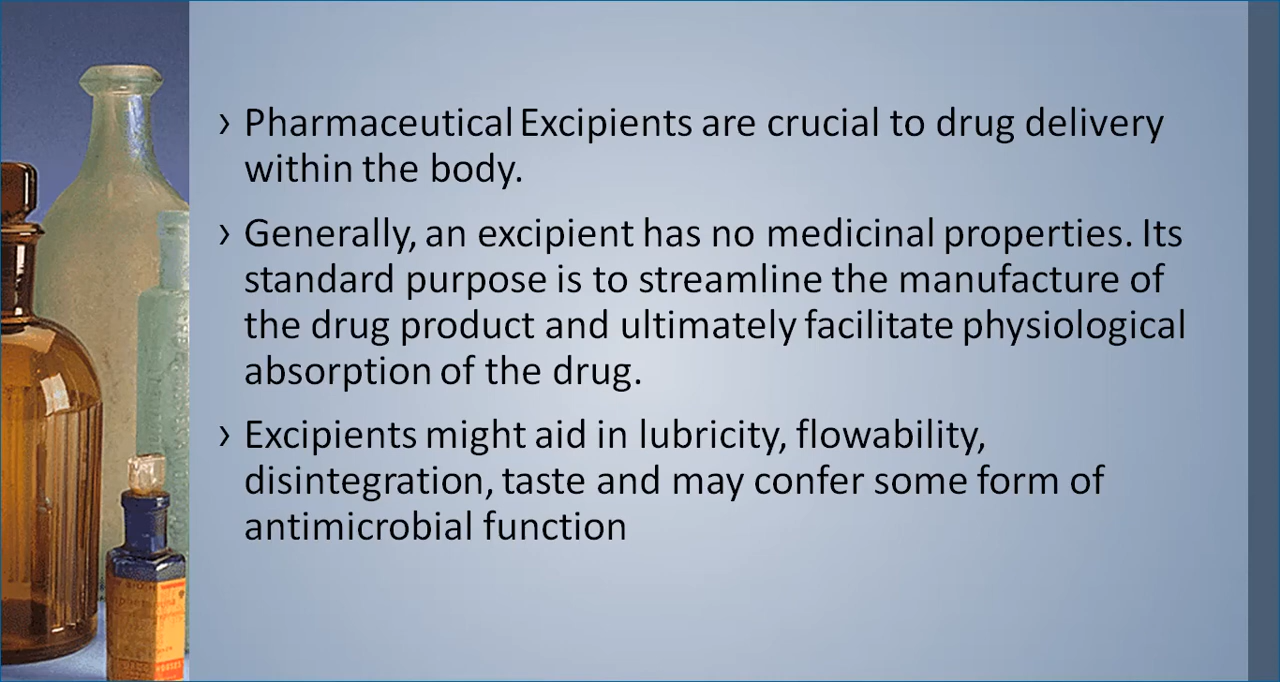 › Pharmaceutical Excipients are crucial to drug delivery
within the body.
› Generally, an excipient has no medicinal properties. Its
standard purpose is to streamline the manufacture of
the drug product and ultimately facilitate physiological
absorption of the drug.
› Excipients might aid in lubricity, flowability,
disintegration, taste and may confer some form of
antimicrobial function